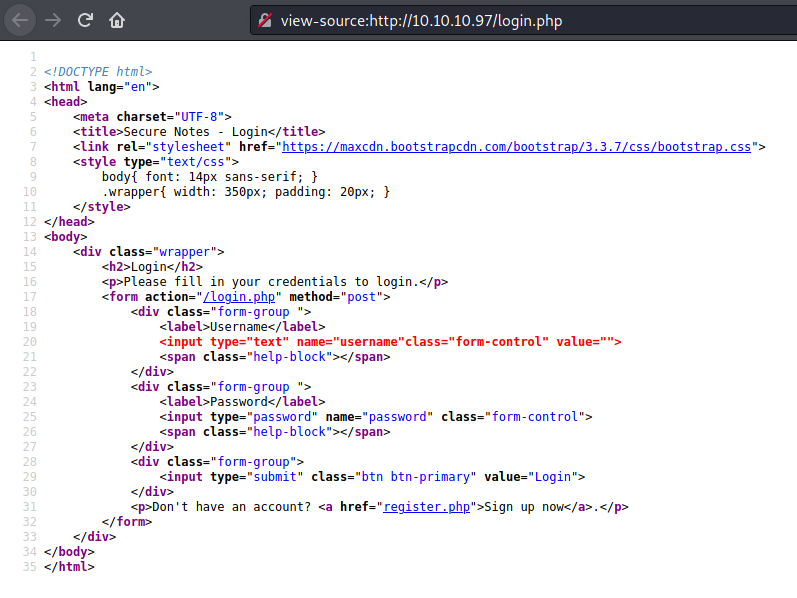 view-source:http://10.10.10.97/login.php
1
2 <!DOCTYPE html>
3 <html lang="en">
4 <head>
5     <meta charset="UTF-8">
6     <title>Secure Notes - Login</title>
7     <link rel="stylesheet" href="https://maxcdn.bootstrapcdn.com/bootstrap/3.3.7/css/bootstrap.css">
8     <style type="text/css">
9         body{ font: 14px sans-serif; }
10         .wrapper{ width: 350px; padding: 20px; }
11     </style>
12 </head>
13 <body>
14     <div class="wrapper">
15         <h2>Login</h2>
16         <p>Please fill in your credentials to login.</p>
17         <form action="/login.php" method="post">
18             <div class="form-group ">
19                 <label>Username</label>
20                 <input type="text" name="username"class="form-control" value="">
21                 <span class="help-block"></span>
22             </div>
23             <div class="form-group ">
24                 <label>Password</label>
25                 <input type="password" name="password" class="form-control">
26                 <span class="help-block"></span>
27             </div>
28             <div class="form-group">
29                 <input type="submit" class="btn btn-primary" value="Login">
30             </div>
31             <p>Don't have an account? <a href="register.php">Sign up now</a>.</p>
32         </form>
33     </div>
34 </body>
35 </html>